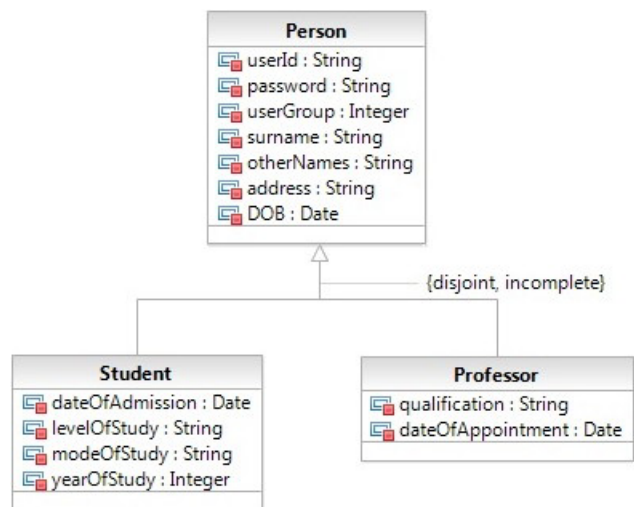 Person
userId : String
password : String
userGroup : Integer
surname : String
otherNames : String
address : String
DOB : Date
{disjoint, incomplete}
Student
dateOfAdmission : Date
levelOfStudy : String
modeOfStudy : String
yearOfStudy : Integer
Professor
qualification : String
dateOfAppointment : Date